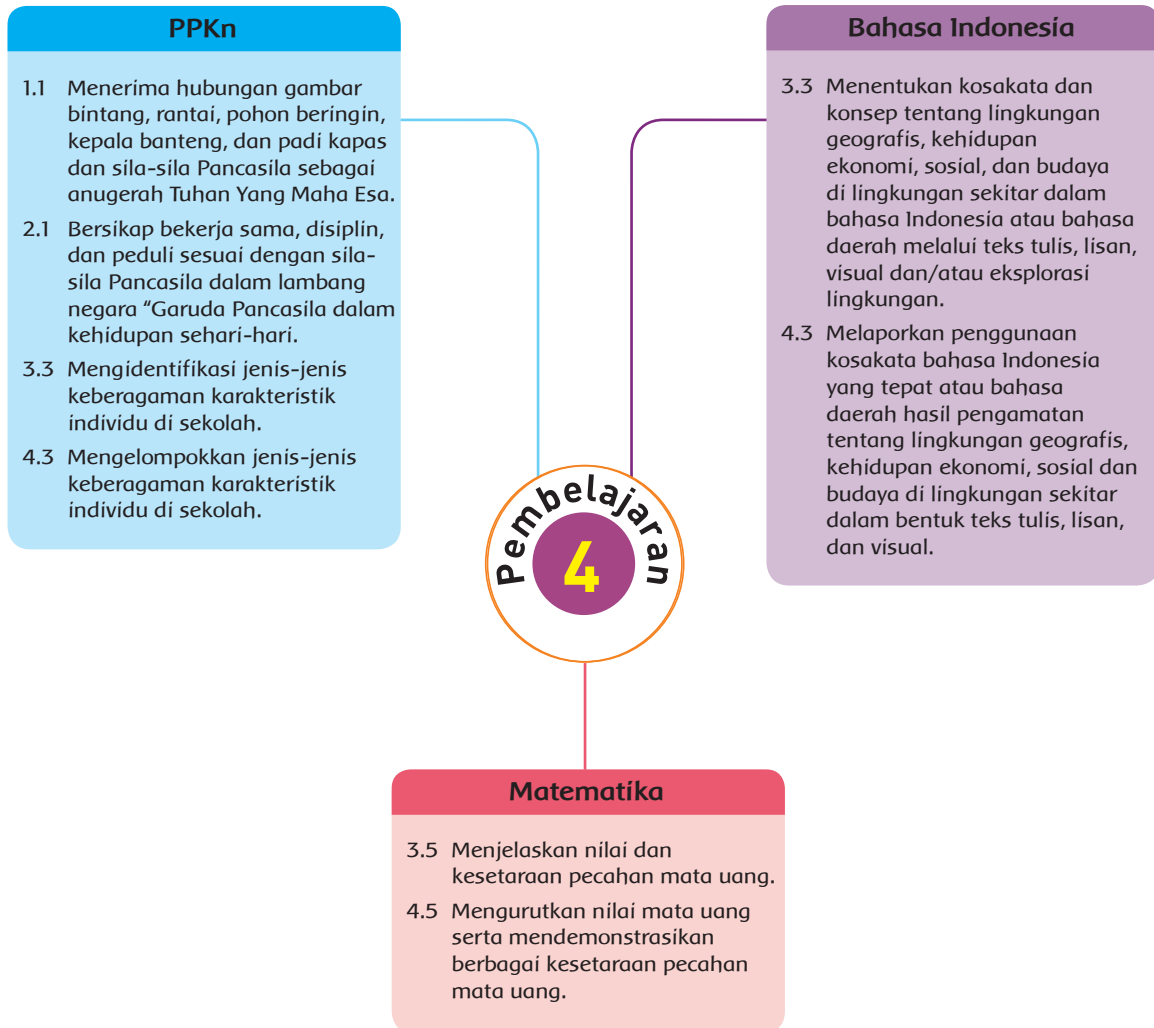 PPKn
1.1 Menerima hubungan gambar
bintang, rantai, pohon beringin,
kepala banteng, dan padi kapas
dan sila-sila Pancasila sebagai
anugerah Tuhan Yang Maha Esa.
2.1 Bersikap bekerja sama, disiplin,
dan peduli sesuai dengan sila-
sila Pancasila dalam lambang
negara “Garuda Pancasila dalam
kehidupan sehari-hari.
3.3 Mengidentifikasi jenis-jenis
keberagaman karakteristik
individu di sekolah.
4.3 Mengelompokkan jenis-jenis
keberagaman karakteristik
individu di sekolah.
Bahasa Indonesia
3.3 Menentukan kosakata dan
konsep tentang lingkungan
geografis, kehidupan
ekonomi, sosial, dan budaya
di lingkungan sekitar dalam
bahasa Indonesia atau bahasa
daerah melalui teks tulis, lisan,
visual dan/atau eksplorasi
lingkungan.
4.3 Melaporkan penggunaan
kosakata bahasa Indonesia
yang tepat atau bahasa
daerah hasil pengamatan
tentang lingkungan geografis,
kehidupan ekonomi, sosial dan
budaya di lingkungan sekitar
dalam bentuk teks tulis, lisan,
dan visual.
Pembelajaran
4
Matematika
3.5 Menjelaskan nilai dan
kesetaraan pecahan mata uang.
4.5 Mengurutkan nilai mata uang
serta mendemonstrasikan
berbagai kesetaraan pecahan
mata uang.